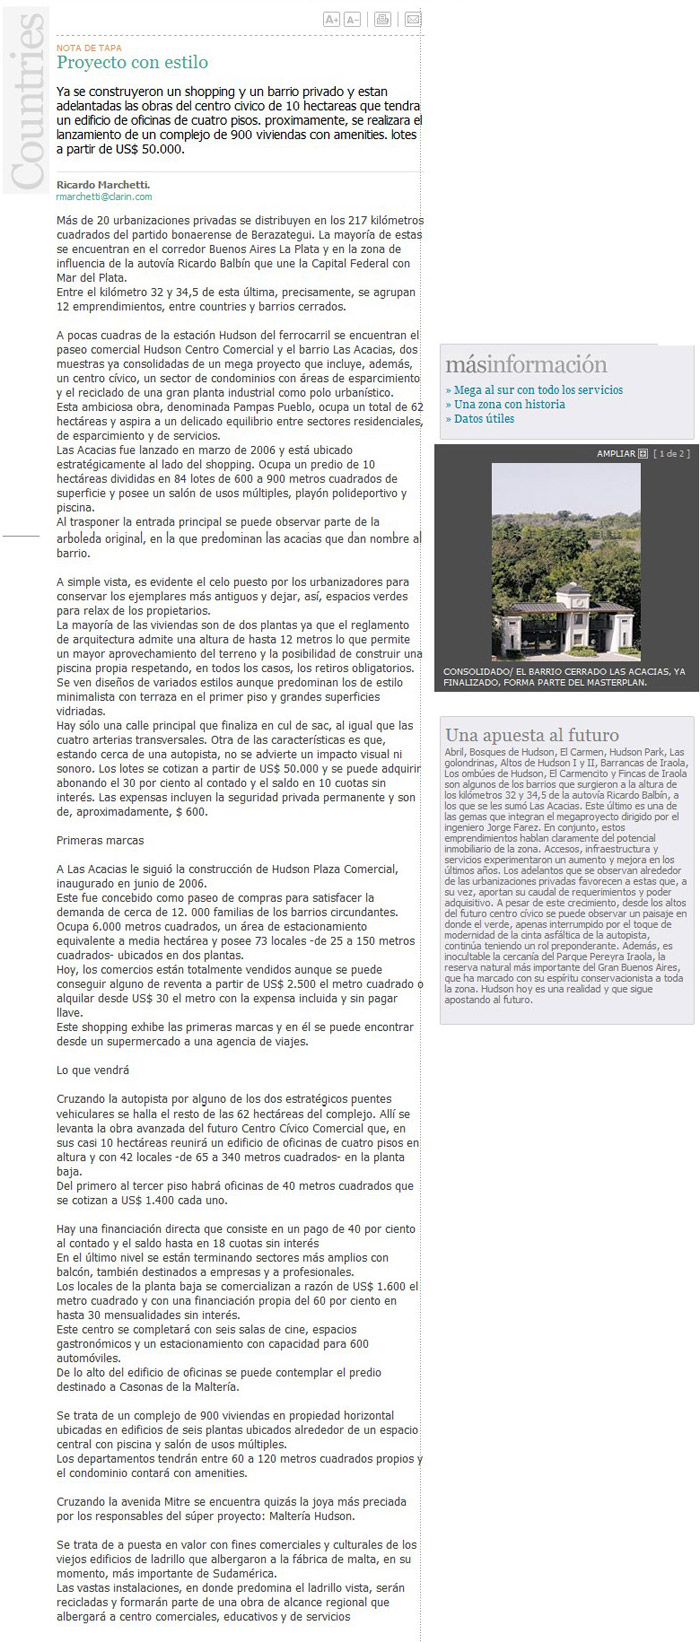 Countries
A+ A-
NOTA DE TAPA
Proyecto con estilo
Ya se construyeron un shopping y un barrio privado y estan
adelantadas las obras del centro civico de 10 hectareas que tendra
un edificio de oficinas de cuatro pisos. proximamente, se realizara el
lanzamiento de un complejo de 900 viviendas con amenities. lotes
a partir de US$ 50.000.
Ricardo Marchetti.
rmarchetti@clarin.com
Más de 20 urbanizaciones privadas se distribuyen en los 217 kilómetros
cuadrados del partido bonaerense de Berazategui. La mayoría de estas
se encuentran en el corredor Buenos Aires La Plata y en la zona de
influencia de la autovía Ricardo Balbín que une la Capital Federal con
Mar del Plata.
Entre el kilómetro 32 y 34,5 de esta última, precisamente, se agrupan
12 emprendimientos, entre countries y barrios cerrados.
A pocas cuadras de la estación Hudson del ferrocarril se encuentran el
paseo comercial Hudson Centro Comercial y el barrio Las Acacias, dos
muestras ya consolidadas de un mega proyecto que incluye, además,
un centro cívico, un sector de condominios con áreas de esparcimiento
y el reciclado de una gran planta industrial como polo urbanístico.
Esta ambiciosa obra, denominada Pampas Pueblo, ocupa un total de 62
hectáreas y aspira a un delicado equilibrio entre sectores residenciales,
de esparcimiento y de servicios.
Las Acacias fue lanzado en marzo de 2006 y está ubicado
estratégicamente al lado del shopping. Ocupa un predio de 10
hectáreas divididas en 84 lotes de 600 a 900 metros cuadrados de
superficie y posee un salón de usos múltiples, playón polideportivo y
piscina.
Al trasponer la entrada principal se puede observar parte de la
arboleda original, en la que predominan las acacias que dan nombre al
barrio.
A simple vista, es evidente el celo puesto por los urbanizadores para
conservar los ejemplares más antiguos y dejar, así, espacios verdes
para relax de los propietarios.
La mayoría de las viviendas son de dos plantas ya que el reglamento
de arquitectura admite una altura de hasta 12 metros lo que permite
un mayor aprovechamiento del terreno y la posibilidad de construir una
piscina propia respetando, en todos los casos, los retiros obligatorios.
Se ven diseños de variados estilos aunque predominan los de estilo
minimalista con terraza en el primer piso y grandes superficies
vidriadas.
Hay sólo una calle principal que finaliza en cul de sac, al igual que las
cuatro arterias transversales. Otra de las características es que,
estando cerca de una autopista, no se advierte un impacto visual ni
sonoro. Los lotes se cotizan a partir de US$ 50.000 y se puede adquirir
abonando el 30 por ciento al contado y el saldo en 10 cuotas sin
interés. Las expensas incluyen la seguridad privada permanente y son
de, aproximadamente, $ 600.
Primeras marcas
A Las Acacias le siguió la construcción de Hudson Plaza Comercial,
inaugurado en junio de 2006.
Este fue concebido como paseo de compras para satisfacer la
demanda de cerca de 12. 000 familias de los barrios circundantes.
Ocupa 6.000 metros cuadrados, un área de estacionamiento
equivalente a media hectárea y posee 73 locales -de 25 a 150 metros
cuadrados- ubicados en dos plantas.
Hoy, los comercios están totalmente vendidos aunque se puede
conseguir alguno de reventa a partir de US$ 2.500 el metro cuadrado o
alquilar desde US$ 30 el metro con la expensa incluida y sin pagar
llave.
Este shopping exhibe las primeras marcas y en él se puede encontrar
desde un supermercado a una agencia de viajes.
Lo que vendrá
Cruzando la autopista por alguno de los dos estratégicos puentes
vehiculares se halla el resto de las 62 hectáreas del complejo. Allí se
levanta la obra avanzada del futuro Centro Cívico Comercial que, en
sus casi 10 hectáreas reunirá un edificio de oficinas de cuatro pisos en
altura y con 42 locales -de 65 a 340 metros cuadrados- en la planta
baja.
Del primero al tercer piso habrá oficinas de 40 metros cuadrados que
se cotizan a US$ 1.400 cada uno.
Hay una financiación directa que consiste en un pago de 40 por ciento
al contado y el saldo hasta en 18 cuotas sin interés
En el último nivel se están terminando sectores más amplios con
balcón, también destinados a empresas y a profesionales.
Los locales de la planta baja se comercializan a razón de US$ 1.600 el
metro cuadrado y con una financiación propia del 60 por ciento en
hasta 30 mensualidades sin interés.
Este centro se completará con seis salas de cine, espacios
gastronómicos y un estacionamiento con capacidad para 600
automóviles.
De lo alto del edificio de oficinas se puede contemplar el predio
destinado a Casonas de la Maltería.
Se trata de un complejo de 900 viviendas en propiedad horizontal
ubicadas en edificios de seis plantas ubicados alrededor de un espacio
central con piscina y salón de usos múltiples.
Los departamentos tendrán entre 60 a 120 metros cuadrados propios y
el condominio contará con amenities.
Cruzando la avenida Mitre se encuentra quizás la joya más preciada
por los responsables del súper proyecto: Maltería Hudson.
Se trata de a puesta en valor con fines comerciales y culturales de los
viejos edificios de ladrillo que albergaron a la fábrica de malta, en su
momento, más importante de Sudamérica.
Las vastas instalaciones, en donde predomina el ladrillo vista, serán
recicladas y formarán parte de una obra de alcance regional que
albergará a centro comerciales, educativos y de servicios
másinformación
» Mega al sur con todo los servicios
» Una zona con historia
» Datos útiles
AMPLIAR [ 1 de 2 ]
CONSOLIDADO/ EL BARRIO CERRADO LAS ACACIAS, YA
FINALIZADO, FORMA PARTE DEL MASTERPLAN.
Una apuesta al futuro
Abril, Bosques de Hudson, El Carmen, Hudson Park, Las
golondrinas, Altos de Hudson I y II, Barrancas de Iraola,
Los ombúes de Hudson, El Carmencito y Fincas de Iraola
son algunos de los barrios que surgieron a la altura de
los kilómetros 32 y 34,5 de la autovía Ricardo Balbín, a
los que se les sumó Las Acacias. Este último es una de
las gemas que integran el megaproyecto dirigido por el
ingeniero Jorge Farez. En conjunto, estos
emprendimientos hablan claramente del potencial
inmobiliario de la zona. Accesos, infraestructura y
servicios experimentaron un aumento y mejora en los
últimos años. Los adelantos que se observan alrededor
de las urbanizaciones privadas favorecen a estas que, a
su vez, aportan su caudal de requerimientos y poder
adquisitivo. A pesar de este crecimiento, desde los altos
del futuro centro cívico se puede observar un paisaje en
donde el verde, apenas interrumpido por el toque de
modernidad de la cinta asfáltica de la autopista,
continúa teniendo un rol preponderante. Además, es
inocultable la cercanía del Parque Pereyra Iraola, la
reserva natural más importante del Gran Buenos Aires,
que ha marcado con su espíritu conservacionista a toda
la zona. Hudson hoy es una realidad y que sigue
apostando al futuro.